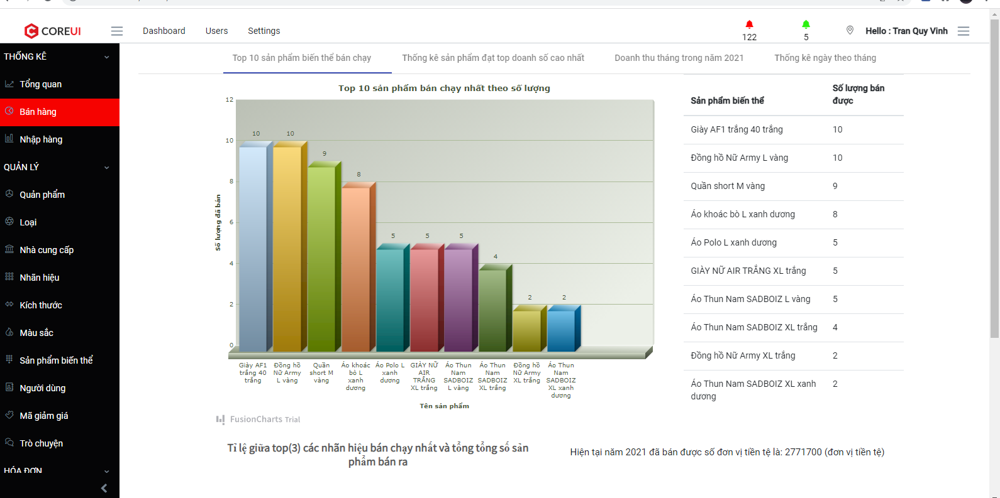 COREUI
Dashboard
Users
Settings
122
5
Hello : Tran Quy Vinh
THỐNG KÊ
Tổng quan
Bán hàng
Nhập hàng
QUẢN LÝ
Quản phẩm
Loại
Nhà cung cấp
Nhãn hiệu
Kích thước
Màu sắc
Sản phẩm biến thể
Người dùng
Mã giảm giá
Trò chuyện
HÓA ĐƠN
Top 10 sản phẩm biến thể bán chạy
Thống kê sản phẩm đạt top doanh số cao nhất
Doanh thu tháng trong năm 2021
Thống kê ngày theo tháng
Top 10 sản phẩm bán chạy nhất theo số lượng
12
10
8
6
4
2
0
Số lượng đã bán
10
10
9
8
5
5
5
4
2
2
Giày AF1
trắng 40
trắng
Đồng hồ
Nữ Army
L vàng
Quần
short M
vàng
Áo khoác
bò L
xanh
dương
Áo Polo L
xanh
dương
GIÀY NỮ
AIR
TRẮNG
XL trắng
Áo Thun
Nam
SADBOIZ
L vàng
Áo Thun
Nam
SADBOIZ
XL trắng
Đồng hồ
Nữ Army
XL trắng
Áo Thun
Nam
SADBOIZ
XL xanh
dương
Tên sản phẩm
FusionCharts Trial
Sản phẩm biến thể
Số lượng bán
được
Giày AF1 trắng 40 trắng
10
Đồng hồ Nữ Army L vàng
10
Quần short M vàng
9
Áo khoác bò L xanh dương
8
Áo Polo L xanh dương
5
GIÀY NỮ AIR TRẮNG XL trắng
5
Áo Thun Nam SADBOIZ L vàng
5
Áo Thun Nam SADBOIZ XL trắng
4
Đồng hồ Nữ Army XL trắng
2
Áo Thun Nam SADBOIZ XL xanh
dương
2
Tỉ lệ giữa top(3) các nhãn hiệu bán chạy nhất và tổng tổng số sản
phẩm bán ra
Hiện tại năm 2021 đã bán được số đơn vị tiền tệ là: 2771700 (đơn vị tiền tệ)